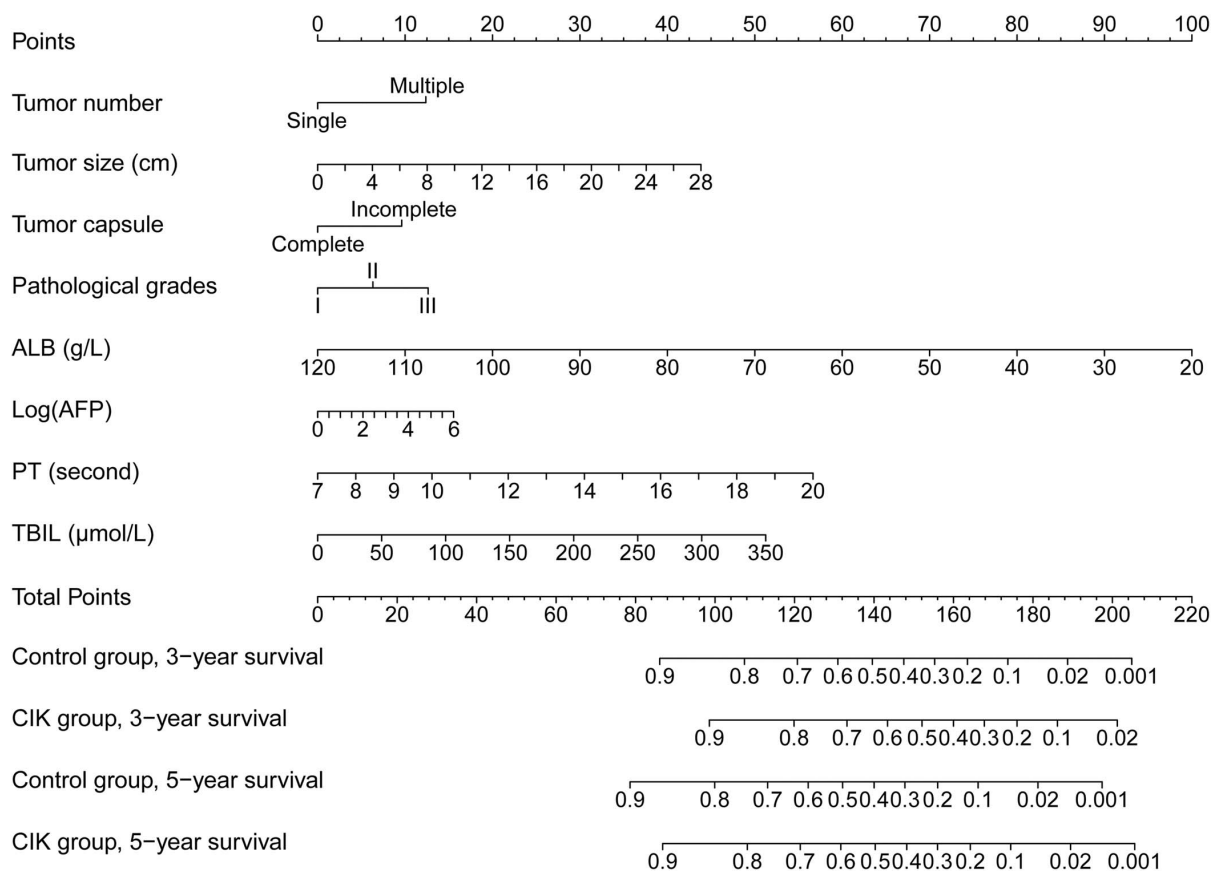 0 10 20 30 40 50 60 70 80 90 100
Points
Multiple
Tumor number
Single
Tumor size (cm)
0 4 8 12 16 20 24 28
Incomplete
Tumor capsule
Complete
II
Pathological grades
I III
ALB (g/L)
120 110 100 90 80 70 60 50 40 30 20
Log(AFP)
0 2 4 6
PT (second)
7 8 9 10 12 14 16 18 20
TBIL (μmol/L)
0 50 100 150 200 250 300 350
Total Points
0 20 40 60 80 100 120 140 160 180 200 220
Control group, 3−year survival
0.9 0.8 0.7 0.6 0.5 0.4 0.3 0.2 0.1 0.02 0.001
CIK group, 3−year survival
0.9 0.8 0.7 0.6 0.5 0.4 0.3 0.2 0.1 0.02
Control group, 5−year survival
0.9 0.8 0.7 0.6 0.5 0.4 0.3 0.2 0.1 0.02 0.001
CIK group, 5−year survival
0.9 0.8 0.7 0.6 0.5 0.4 0.3 0.2 0.1 0.02 0.001